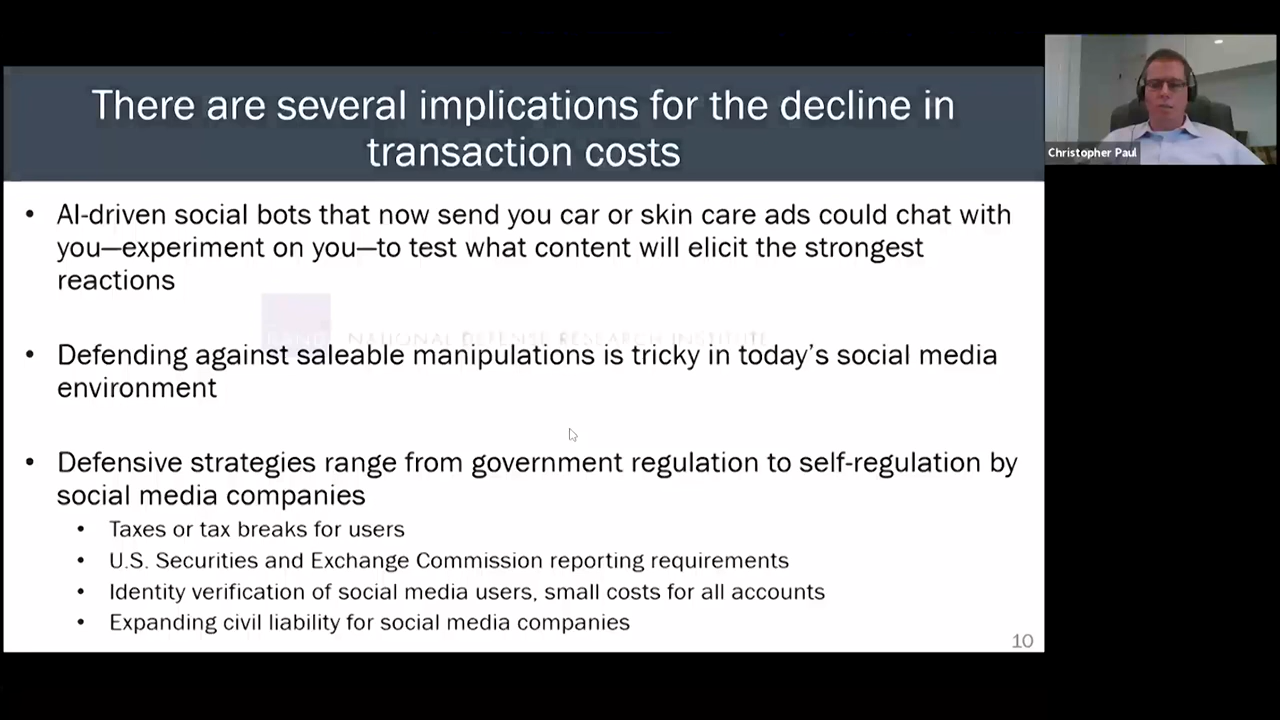 There are several implications for the decline in
transaction costs
• AI-driven social bots that now send you car or skin care ads could chat with
you—experiment on you—to test what content will elicit the strongest
reactions
NATIONAL DEFENSE RESEARCH INSTITUTE
• Defending against saleable manipulations is tricky in today's social media
environment
• Defensive strategies range from government regulation to self-regulation by
social media companies
• Taxes or tax breaks for users
• U.S. Securities and Exchange Commission reporting requirements
• Identity verification of social media users, small costs for all accounts
• Expanding civil liability for social media companies
10
Christopher Paul